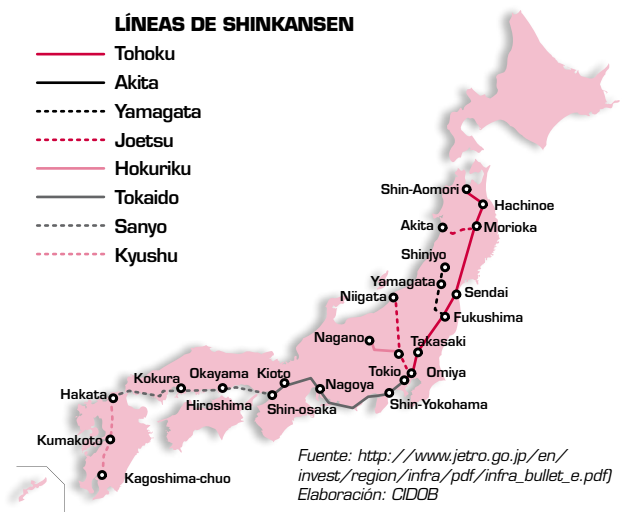 LÍNEAS DE SHINKANSEN
Tohoku
Akita
Yamagata
Joetsu
Hokuriku
Tokaido
Sanyo
Kyushu
Shin-Aomori
Hachinoe
Akita
Morioka
Shinjyo
Yamagata
Niigata
Sendai
Fukushima
Nagano
Takasaki
Tokio
Omiya
Kokura
Okayama
Kioto
Nagoya
Hakata
Hiroshima
Shin-osaka
Shin-Yokohama
Kumakoto
Kagoshima-chuo
Fuente: http://www.jetro.go.jp/en/
invest/region/infra/pdf/infra_bullet_e.pdf)
Elaboración: CIDOB